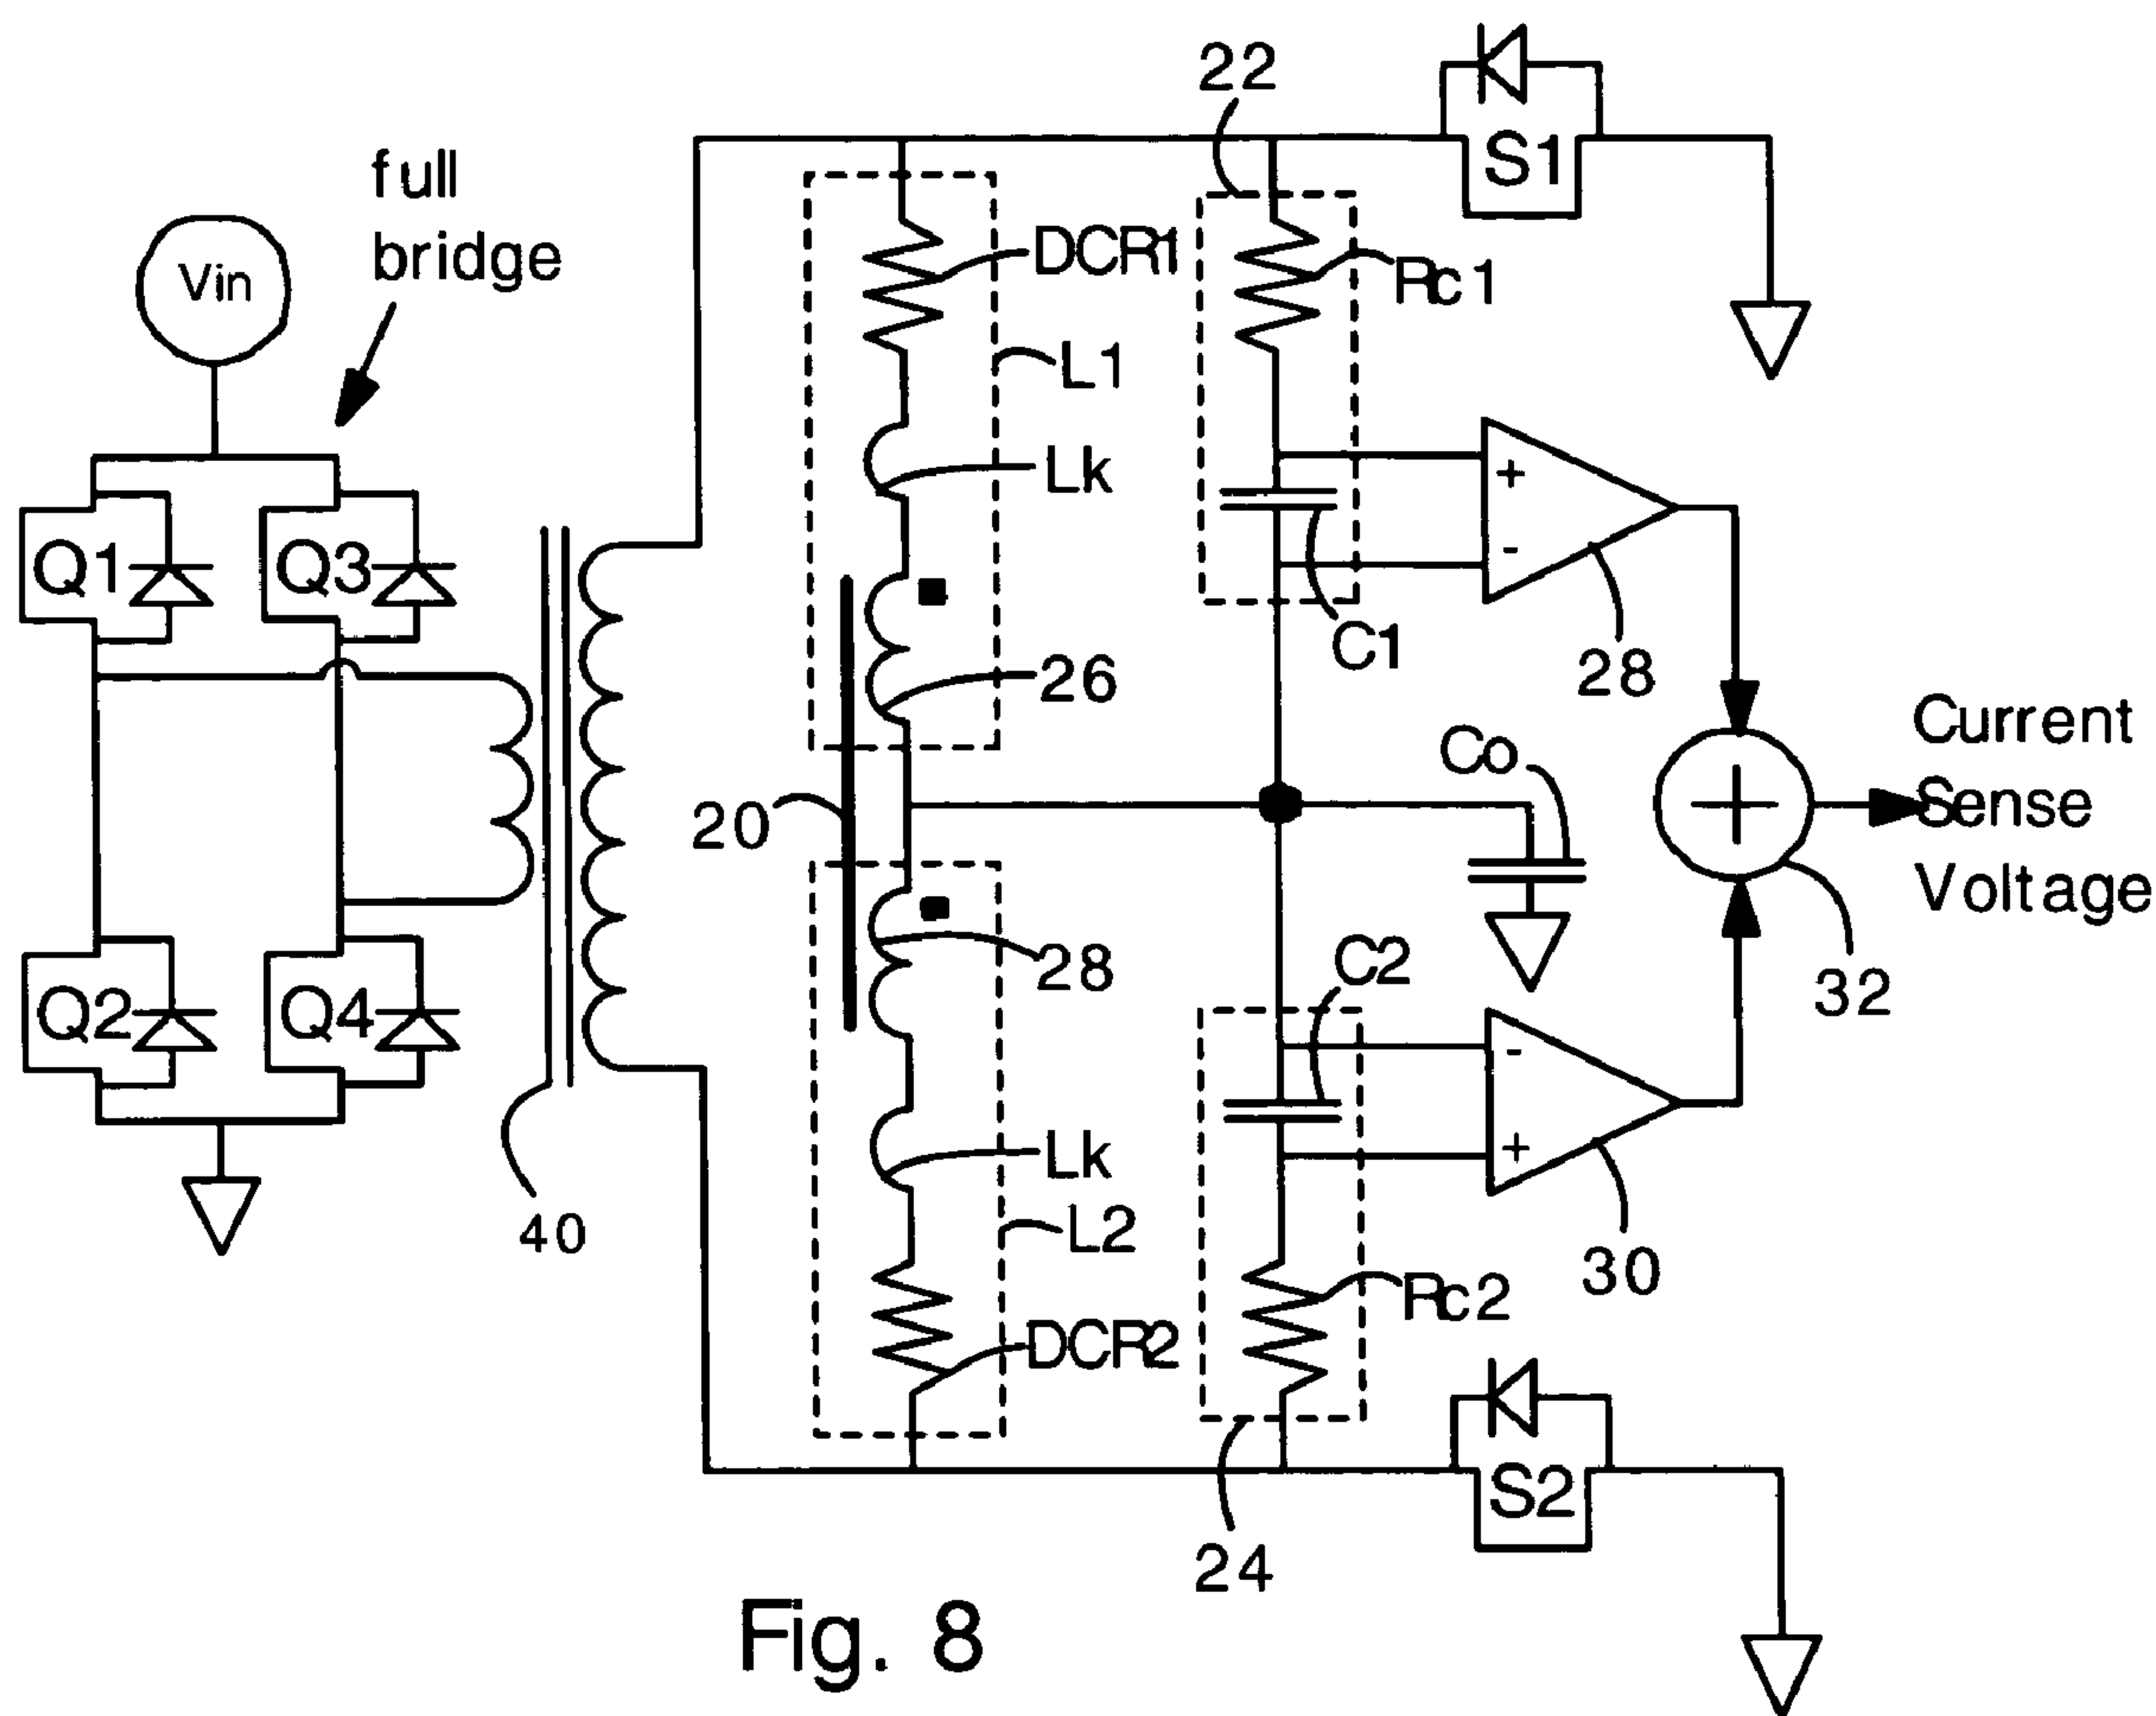 22
full
bridge
Vin
S1
DCR1
Rc1
L1
Lk
+
-
Q1
Q3
C1
26
28
Current
Sense
Voltage
Co
20
+
28
C2
32
Q2
Q4
-
+
Lk
L2
40
30
Rc2
DCR2
S2
24
Fig. 8